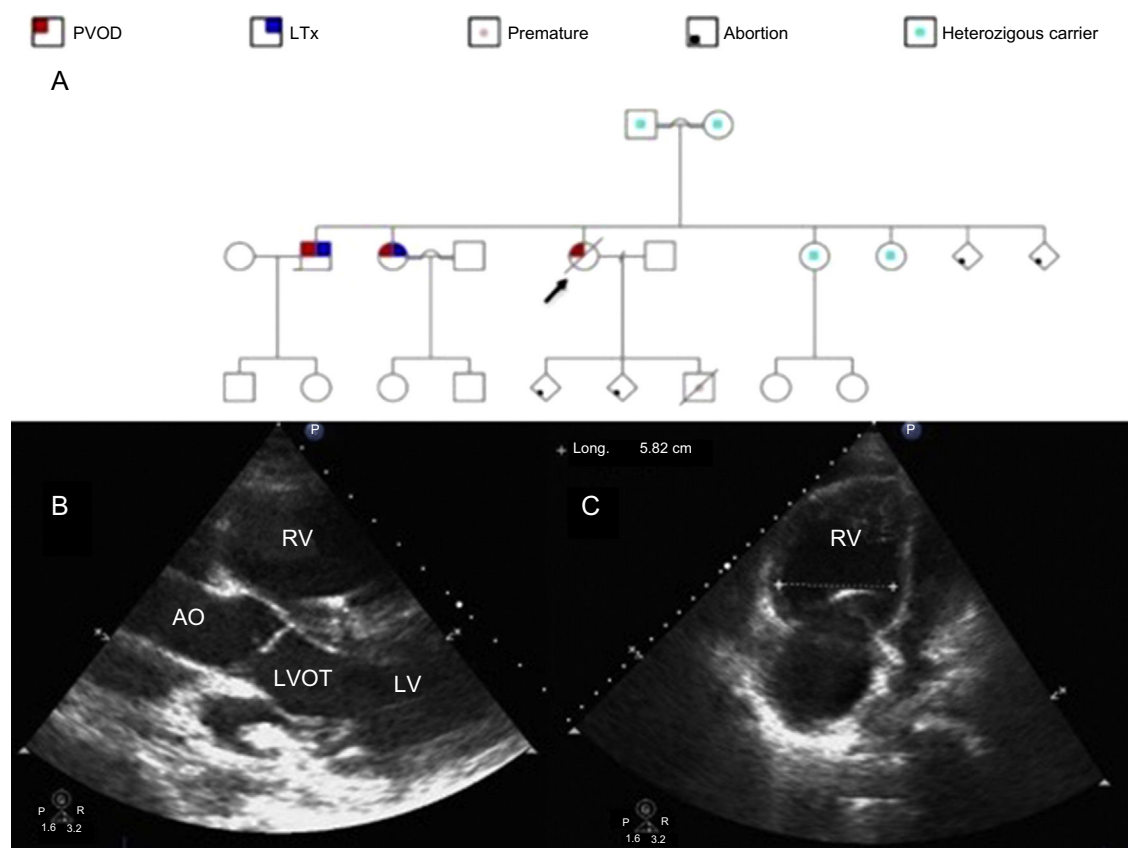 PVOD LTx Premature Abortion Heterozigous carrier
A
P P
Long. 5.82 cm
B C
RV RV
AO
LVOT LV
G G
P R P R
1.6 3.2 1.6 3.2